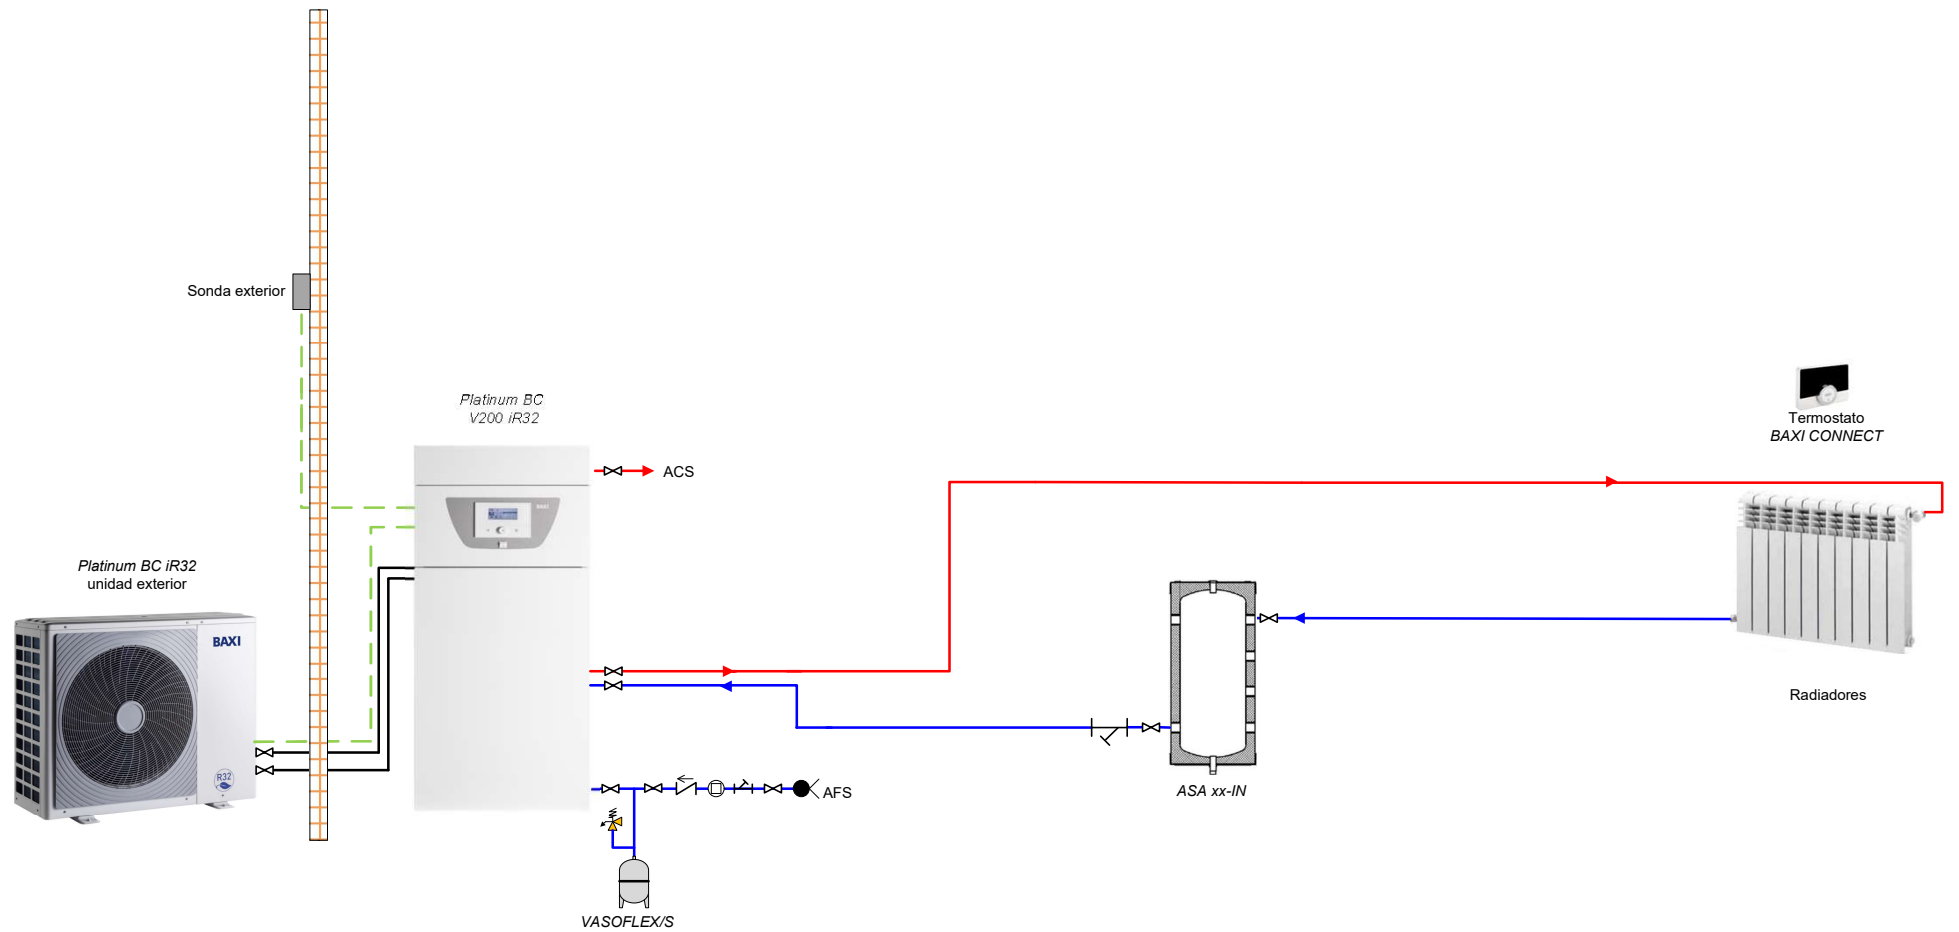 Sonda exterior
Platinum BC
V200 iR32
Termostato
BAXI CONNECT
ACS
BAXI
Platinum BC iR32
unidad exterior
BAXI
R32
Radiadores
ASA xx-IN
AFS
VASOFLEX/S